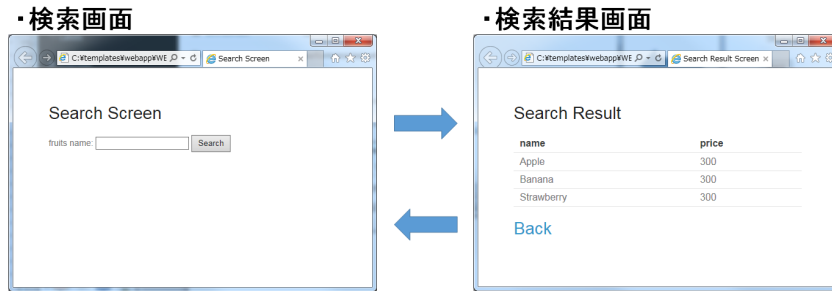 ・検索画面
・検索結果画面
C:¥templates¥webapp¥WE
Search Screen
C:¥templates¥webapp¥WE
Search Result Screen
Search Screen
fruits name:
Search
Search Result
name price
Apple 300
Banana 300
Strawberry 300
Back